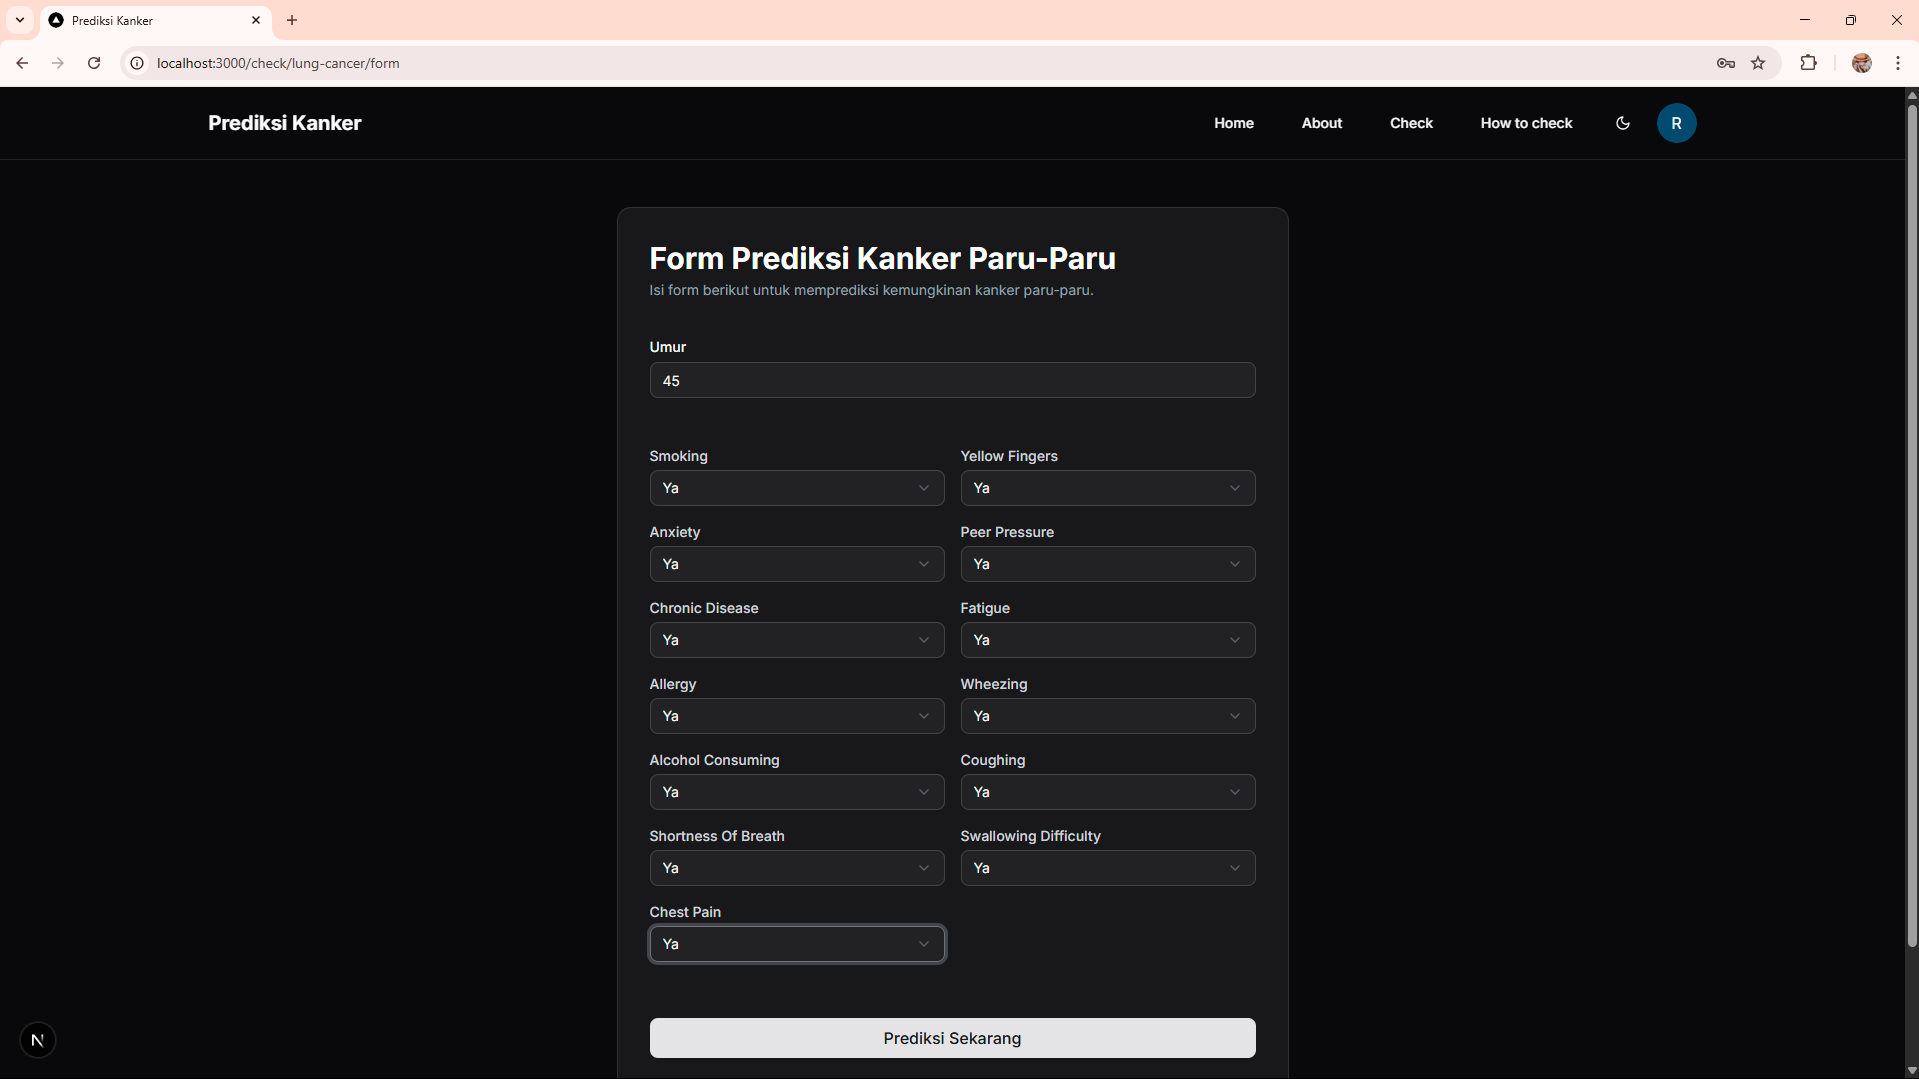 Prediksi Kanker
localhost:3000/check/lung-cancer/form
Prediksi Kanker
Home
About
Check
How to check
R
Form Prediksi Kanker Paru-Paru
Isi form berikut untuk memprediksi kemungkinan kanker paru-paru.
Umur
45
Smoking
Yellow Fingers
Ya
Ya
Anxiety
Peer Pressure
Ya
Ya
Chronic Disease
Fatigue
Ya
Ya
Allergy
Wheezing
Ya
Ya
Alcohol Consuming
Coughing
Ya
Ya
Shortness Of Breath
Swallowing Difficulty
Ya
Ya
Chest Pain
Ya
N
Prediksi Sekarang